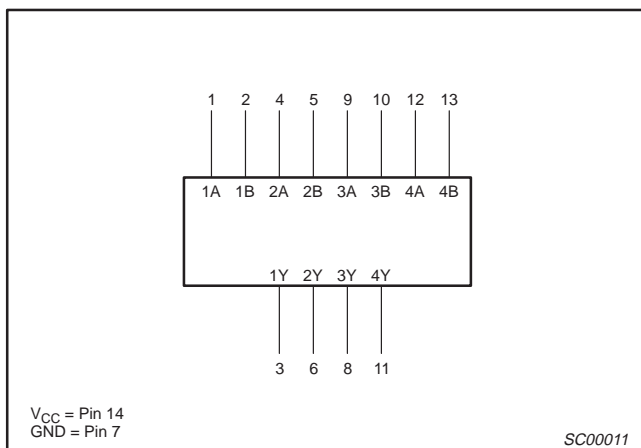 1 2 4 5 9 10 12 13
1A 1B 2A 2B 3A 3B 4A 4B
1Y 2Y 3Y 4Y
3 6 8 11
VCC = Pin 14
GND = Pin 7
SC00011